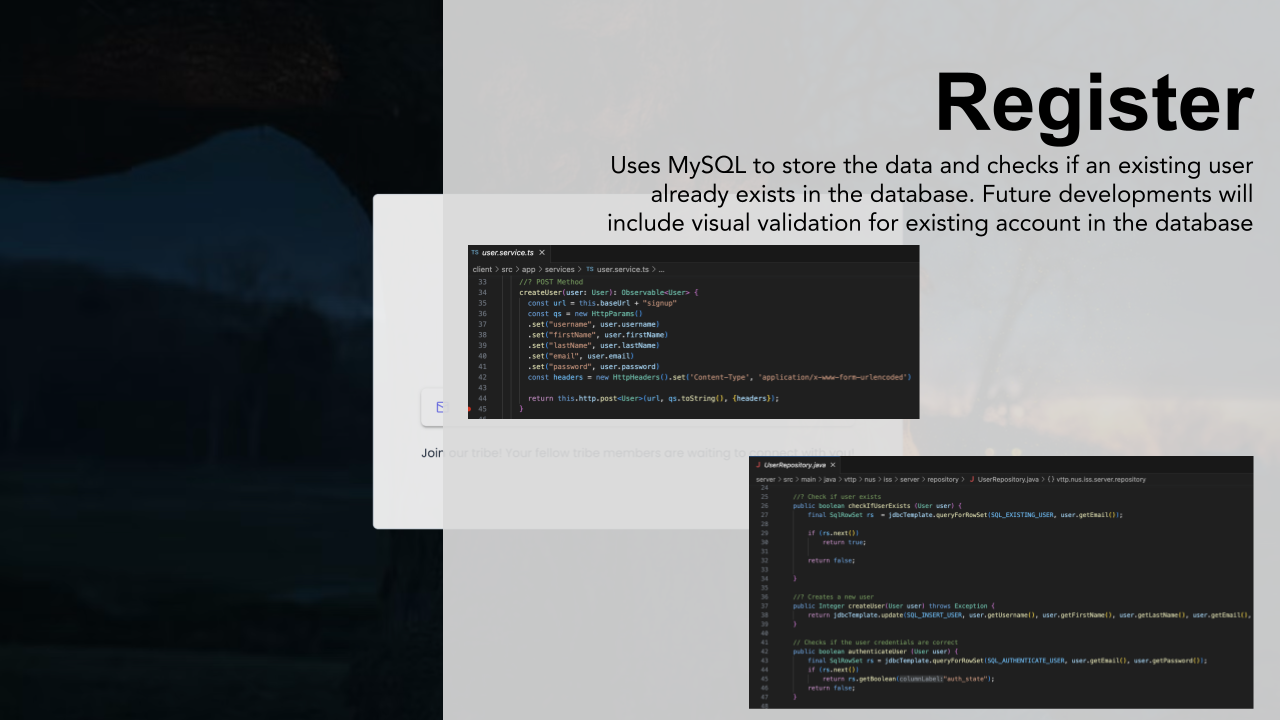 Register
Uses MySQL to store the data and checks if an existing user
already exists in the database. Future developments will
include visual validation for existing account in the database
TS user.service.ts ×
client > src > app > services > TS user.service.ts > ...
33 //? POST Method
34 createUser(user: User): Observable<User> {
35 const url = this.baseUrl + "signup"
36 const qs = new HttpParams()
37 .set("username", user.username)
38 .set("firstName", user.firstName)
39 .set("lastName", user.lastName)
40 .set("email", user.email)
41 .set("password", user.password)
42 const headers = new HttpHeaders().set('Content-Type', 'application/x-www-form-urlencoded')
43
44 return this.http.post<User>(url, qs.toString(), {headers});
45 }
Join our tribe! Your fellow tribe members are waiting to connect with you!
J UserRepository.java ×
server > src > main > java > vttp > nus > iss > server > repository > J UserRepository.java > {} vttp.nus.iss.server.repository
24
25 //? Check if user exists
26 public boolean checkIfUserExists (User user) {
27 final SqlRowSet rs = jdbcTemplate.queryForRowSet(SQL_EXISTING_USER, user.getEmail());
28
29 if (rs.next())
30 return true;
31
32 return false;
33
34 }
35
36 //? Creates a new user
37 public Integer createUser(User user) throws Exception {
38 return jdbcTemplate.update(SQL_INSERT_USER, user.getUsername(), user.getFirstName(), user.getLastName(), user.getEmail(),
39 }
40
41 // Checks if the user credentials are correct
42 public boolean authenticateUser (User user) {
43 final SqlRowSet rs = jdbcTemplate.queryForRowSet(SQL_AUTHENTICATE_USER, user.getEmail(), user.getPassword());
44 if (rs.next())
45 return rs.getBoolean(columnLabel:"auth_state");
46 return false;
47 }
48